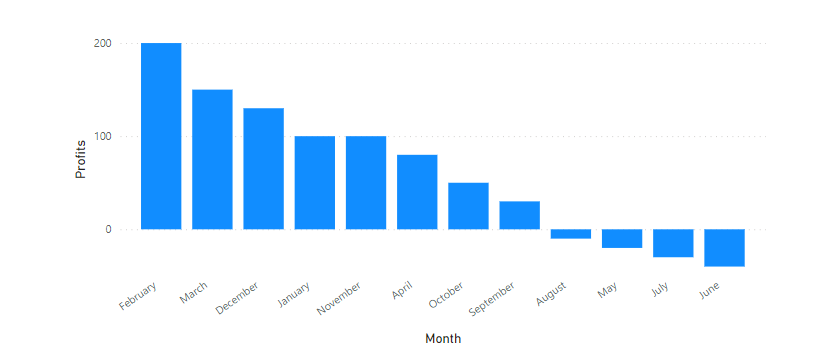 200
100
0
Profits
February
March
December
January
November
April
October
September
August
May
July
June
Month